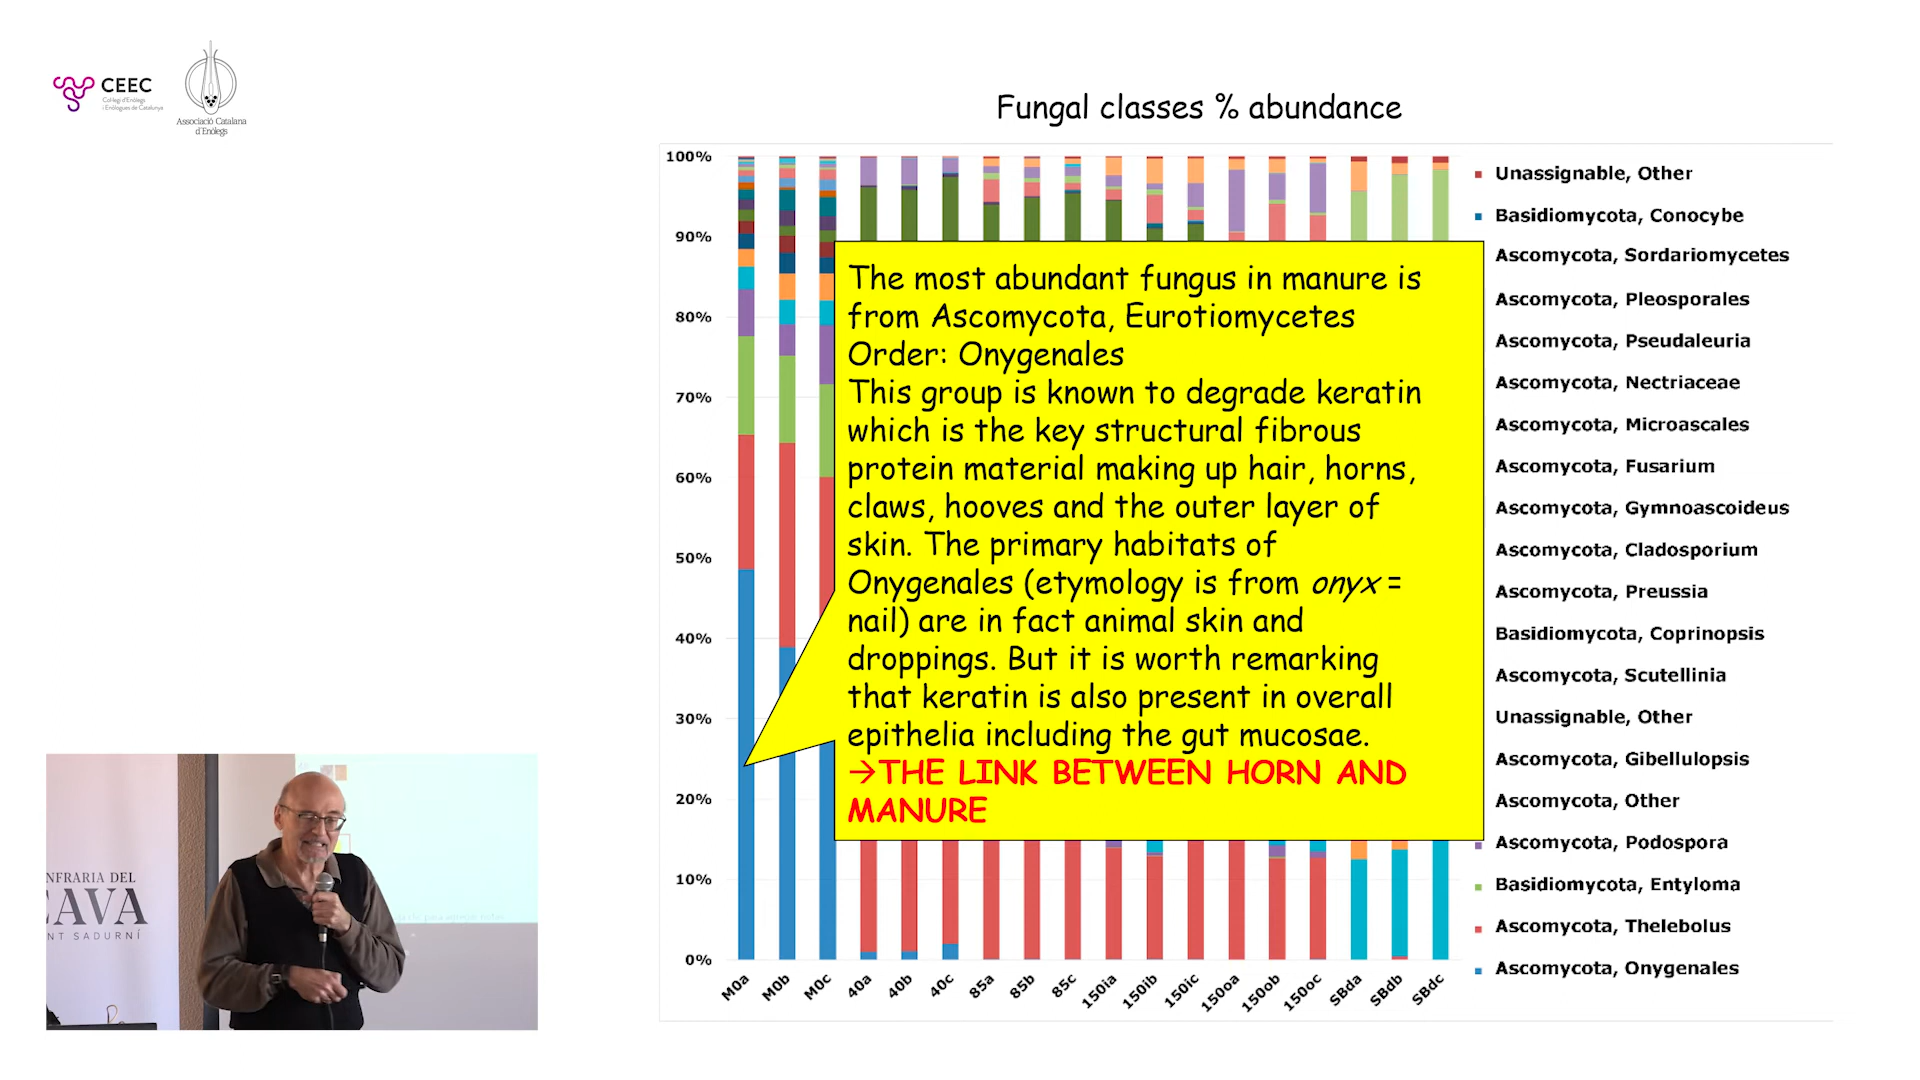 CEEC
Col·legi d'Enòlegs
i Enòlogues de Catalunya
Associació Catalana
d'Enòlegs
Fungal classes % abundance
100%
90%
80%
70%
60%
50%
40%
30%
20%
10%
0%
The most abundant fungus in manure is
from Ascomycota, Eurotiomycetes
Order: Onygenales
This group is known to degrade keratin
which is the key structural fibrous
protein material making up hair, horns,
claws, hooves and the outer layer of
skin. The primary habitats of
Onygenales (etymology is from onyx =
nail) are in fact animal skin and
droppings. But it is worth remarking
that keratin is also present in overall
epithelia including the gut mucosae.
→THE LINK BETWEEN HORN AND
MANURE
Unassignable, Other
Basidiomycota, Conocybe
Ascomycota, Sordariomycetes
Ascomycota, Pleosporales
Ascomycota, Pseudaleuria
Ascomycota, Nectriaceae
Ascomycota, Microascales
Ascomycota, Fusarium
Ascomycota, Gymnoascoideus
Ascomycota, Cladosporium
Ascomycota, Preussia
Basidiomycota, Coprinopsis
Ascomycota, Scutellinia
Unassignable, Other
Ascomycota, Gibellulopsis
Ascomycota, Other
Ascomycota, Podospora
Basidiomycota, Entyloma
Ascomycota, Thelebolus
Ascomycota, Onygenales
M0a
M0b
M0c
40a
40b
40c
85a
85b
85c
150ia
150ib
150ic
150oa
150ob
150oc
SBda
SBdb
SBdc
NFRARIA DEL
CAVA
NT SADURNÍ